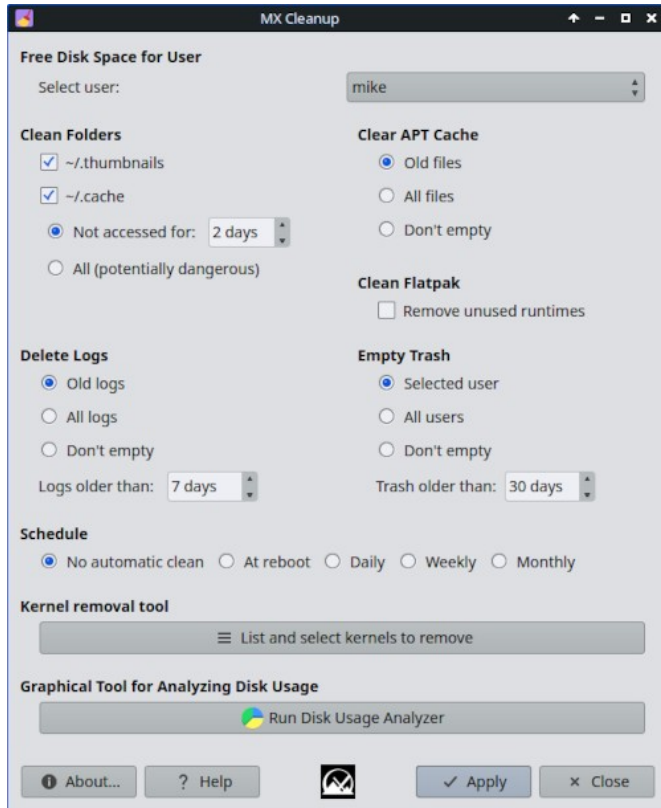 MX Cleanup
Free Disk Space for User
Select user: mike
Clean Folders
~/.thumbnails
~/.cache
Not accessed for: 2 days
All (potentially dangerous)
Clear APT Cache
Old files
All files
Don't empty
Clean Flatpak
Remove unused runtimes
Delete Logs
Old logs
All logs
Don't empty
Logs older than: 7 days
Empty Trash
Selected user
All users
Don't empty
Trash older than: 30 days
Schedule
No automatic clean At reboot Daily Weekly Monthly
Kernel removal tool
List and select kernels to remove
Graphical Tool for Analyzing Disk Usage
Run Disk Usage Analyzer
About... ? Help Apply Close